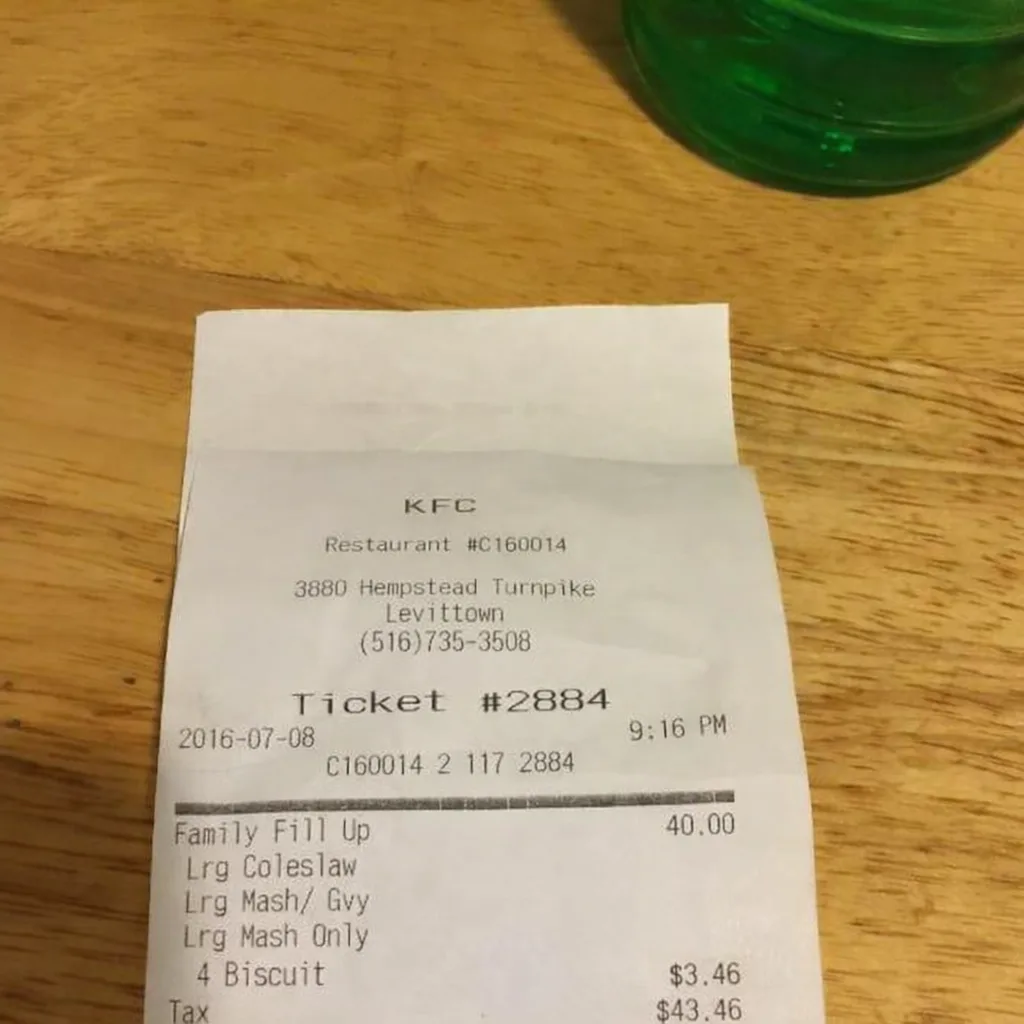 KFC
Restaurant #C160014
3880 Hempstead Turnpike
Levittown
(516)735-3508
Ticket #2884
2016-07-08 9:16 PM
C160014 2 117 2884
Family Fill Up 40.00
Lrg Coleslaw
Lrg Mash/ Gvy
Lrg Mash Only
4 Biscuit $3.46
Tax $43.46